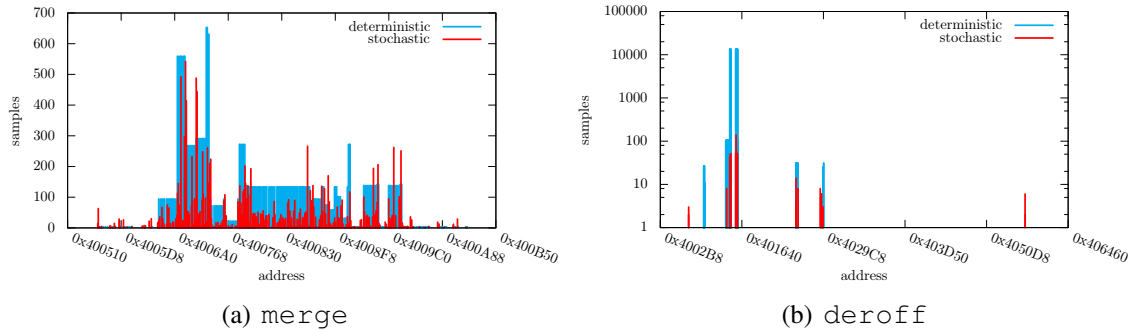 700
600
500
400
300
200
100
0
samples
deterministic
stochastic
0x400510
0x4005D8
0x4006A0
0x400768
0x400830
0x4008F8
0x4009C0
0x400A88
0x400B50
address
(a) merge
100000
10000
1000
100
10
1
samples
deterministic
stochastic
0x4002B8
0x401640
0x4029C8
0x403D50
0x4050D8
0x406460
address
(b) deroff